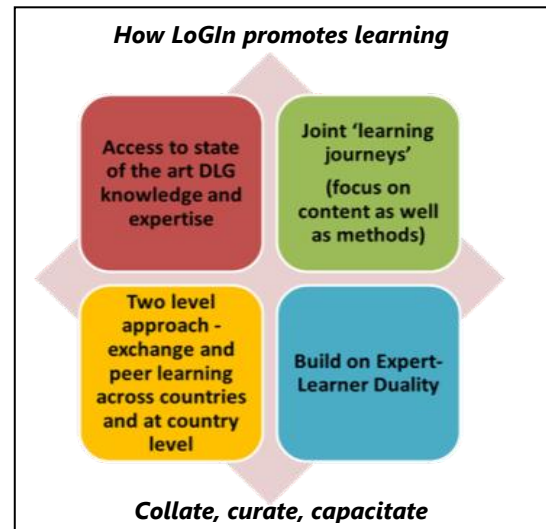 How LoGIn promotes learning
Access to state
of the art DLG
knowledge and
expertise
Joint ‘learning
journeys’
(focus on
content as well
as methods)
Two level
approach -
exchange and
peer learning
across countries
and at country
level
Build on Expert-
Learner Duality
Collate, curate, capacitate